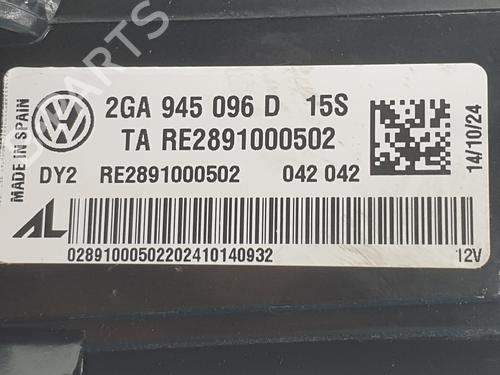 MADE IN SPAIN
2GA 945 096 D 15S
TA RE2891000502
DY2 RE2891000502 042 042
14/10/24
AL
02891000502202410140932
12V